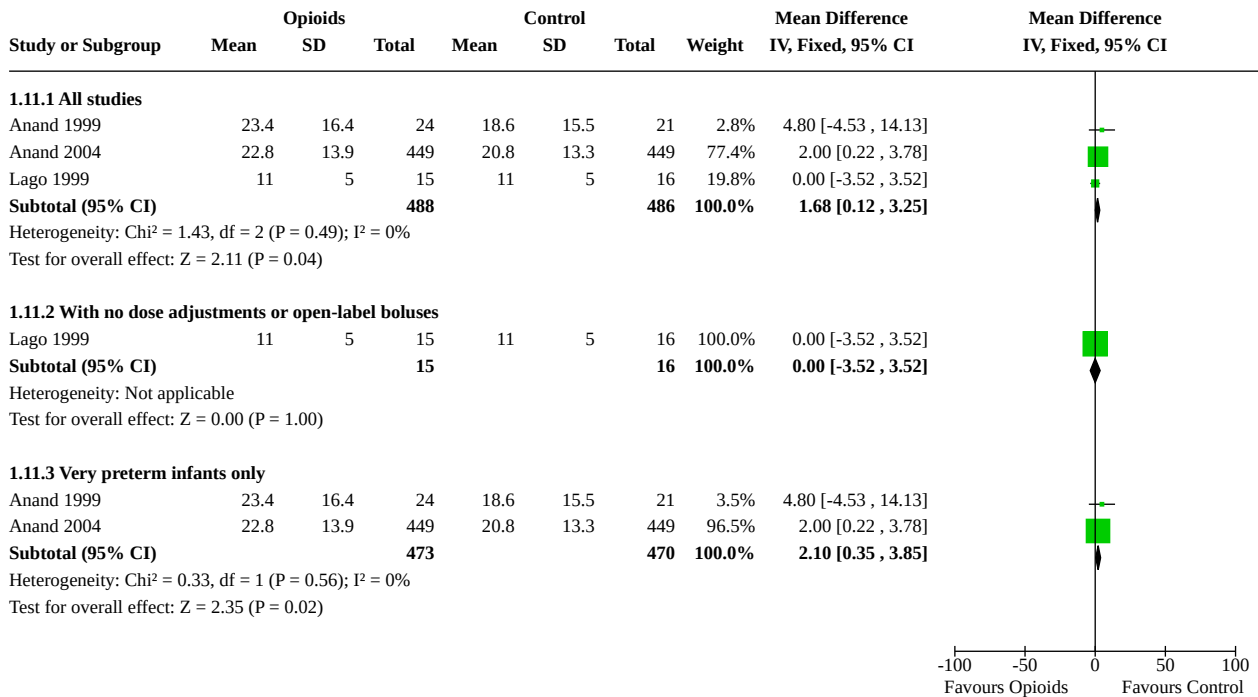 Opioids Control Mean Difference Mean Difference
Study or Subgroup Mean SD Total Mean SD Total Weight IV, Fixed, 95% CI IV, Fixed, 95% CI
1.11.1 All studies
Anand 1999 23.4 16.4 24 18.6 15.5 21 2.8% 4.80 [-4.53 , 14.13]
Anand 2004 22.8 13.9 449 20.8 13.3 449 77.4% 2.00 [0.22 , 3.78]
Lago 1999 11 5 15 11 5 16 19.8% 0.00 [-3.52 , 3.52]
Subtotal (95% CI) 488 486 100.0% 1.68 [0.12 , 3.25]
Heterogeneity: Chi² = 1.43, df = 2 (P = 0.49); I² = 0%
Test for overall effect: Z = 2.11 (P = 0.04)
1.11.2 With no dose adjustments or open-label boluses
Lago 1999 11 5 15 11 5 16 100.0% 0.00 [-3.52 , 3.52]
Subtotal (95% CI) 15 16 100.0% 0.00 [-3.52 , 3.52]
Heterogeneity: Not applicable
Test for overall effect: Z = 0.00 (P = 1.00)
1.11.3 Very preterm infants only
Anand 1999 23.4 16.4 24 18.6 15.5 21 3.5% 4.80 [-4.53 , 14.13]
Anand 2004 22.8 13.9 449 20.8 13.3 449 96.5% 2.00 [0.22 , 3.78]
Subtotal (95% CI) 473 470 100.0% 2.10 [0.35 , 3.85]
Heterogeneity: Chi² = 0.33, df = 1 (P = 0.56); I² = 0%
Test for overall effect: Z = 2.35 (P = 0.02)
-100 -50 0 50 100
Favours Opioids Favours Control